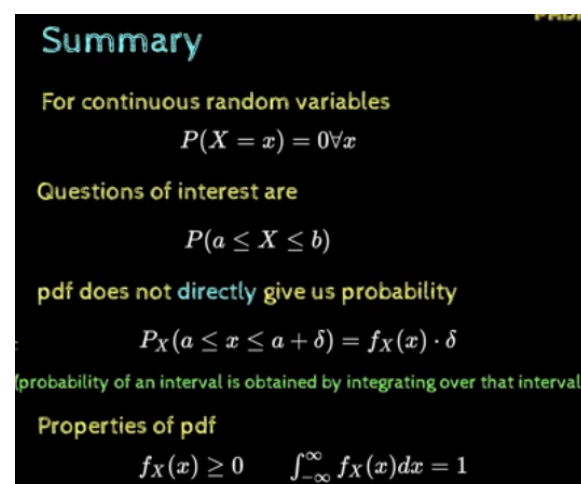 Summary
For continuous random variables
P(X = x) = 0∀x
Questions of interest are
P(a ≤ X ≤ b)
pdf does not directly give us probability
P_X(a ≤ x ≤ a + δ) = f_X(x) · δ
(probability of an interval is obtained by integrating over that interval
Properties of pdf
f_X(x) ≥ 0 ∫_{-∞}^{∞} f_X(x)dx = 1